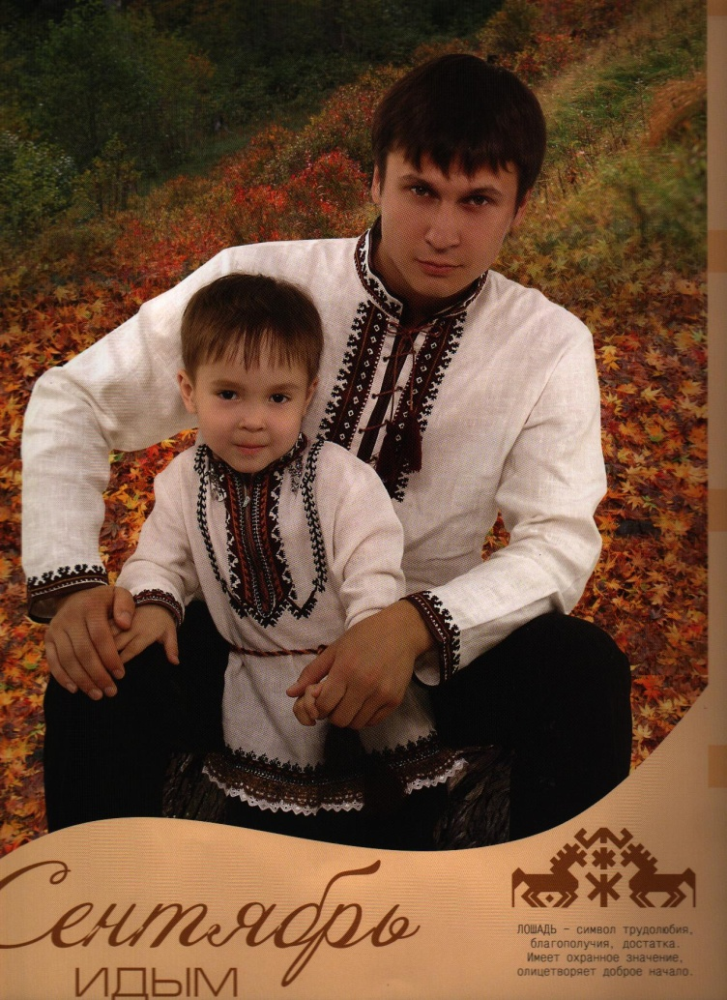 Сентябрь
ИДЫМ
ЛОШАДЬ – символ трудолюбия,
благополучия, достатка.
Имеет охранное значение,
олицетворяет доброе начало.